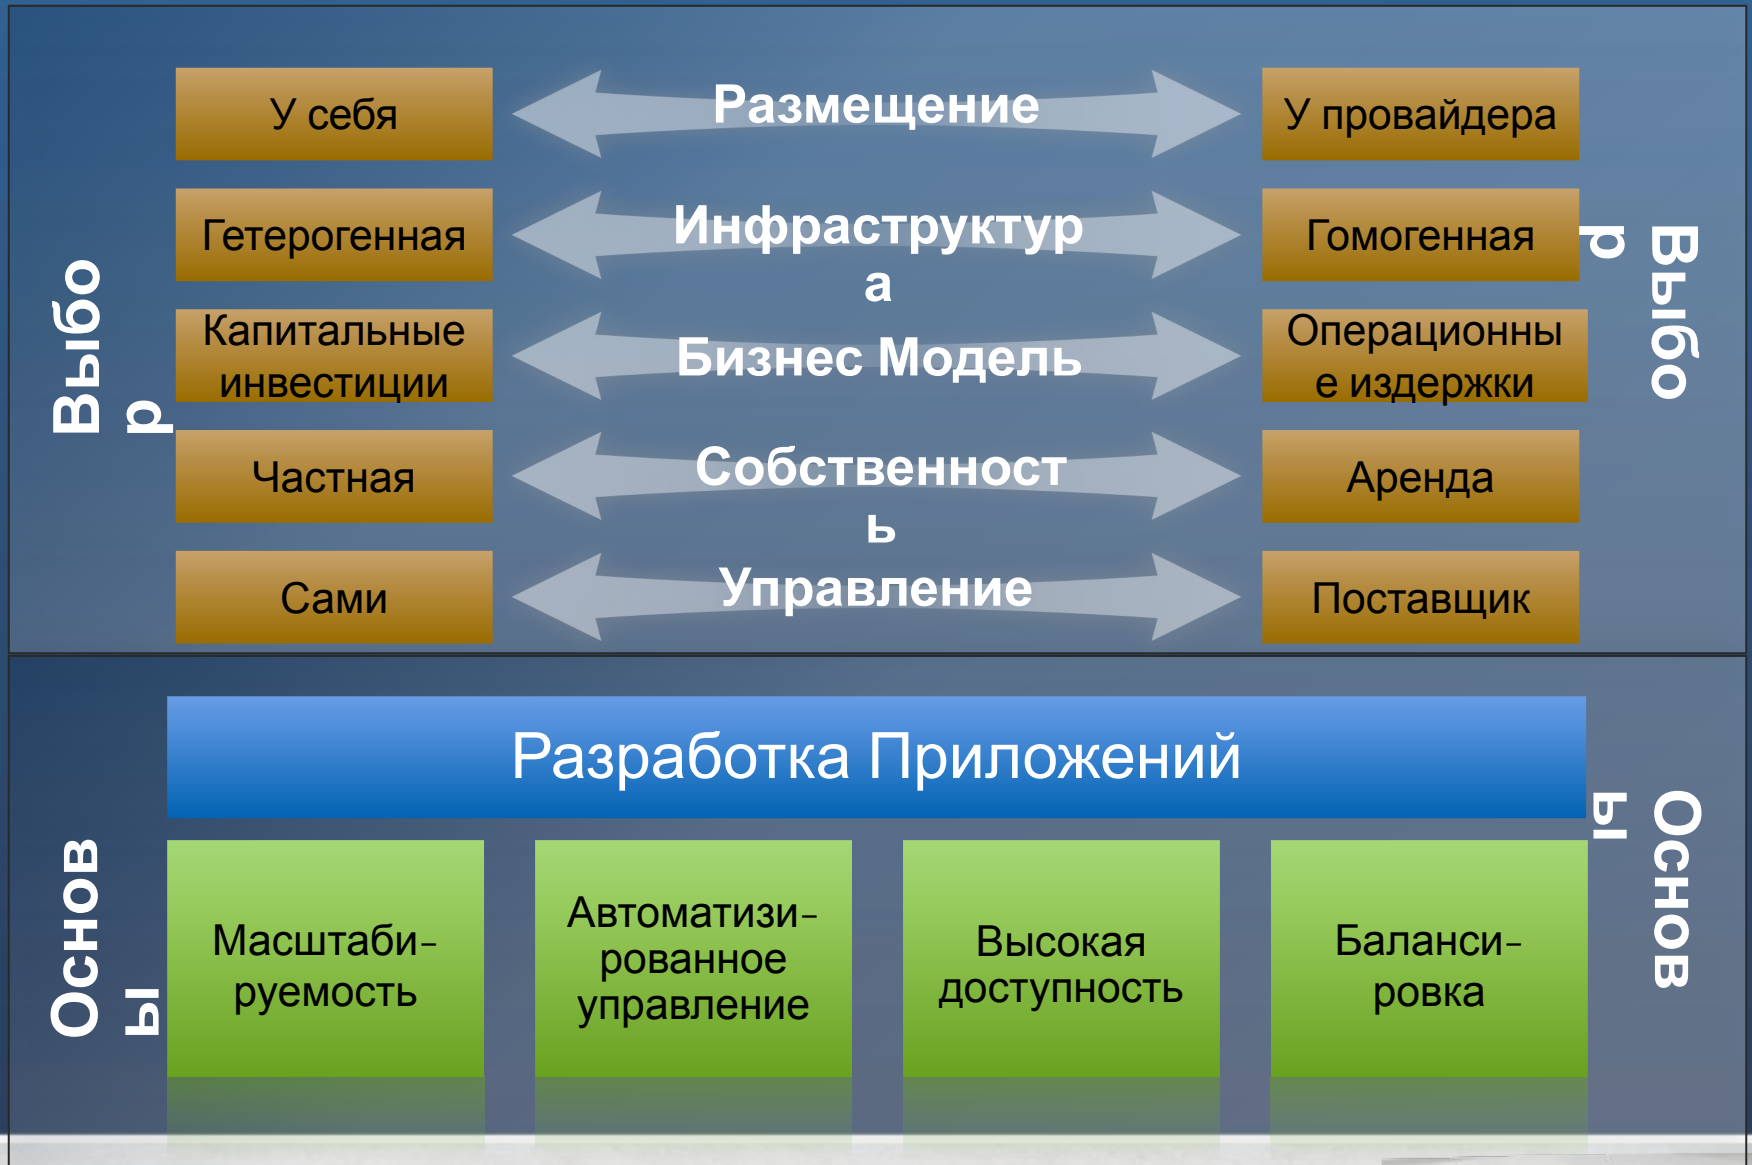 У себя
Размещение
У провайдера
Гетерогенная
Инфраструктур
а
Гомогенная
Капитальные
инвестиции
Бизнес Модель
Операционны
е издержки
Частная
Собственност
ь
Аренда
Сами
Управление
Поставщик
Выбо
р
Выбо
р
Разработка Приложений
Масштаби-
руемость
Автоматизи-
рованное
управление
Высокая
доступность
Баланси-
ровка
Основ
ы
Основ
ы